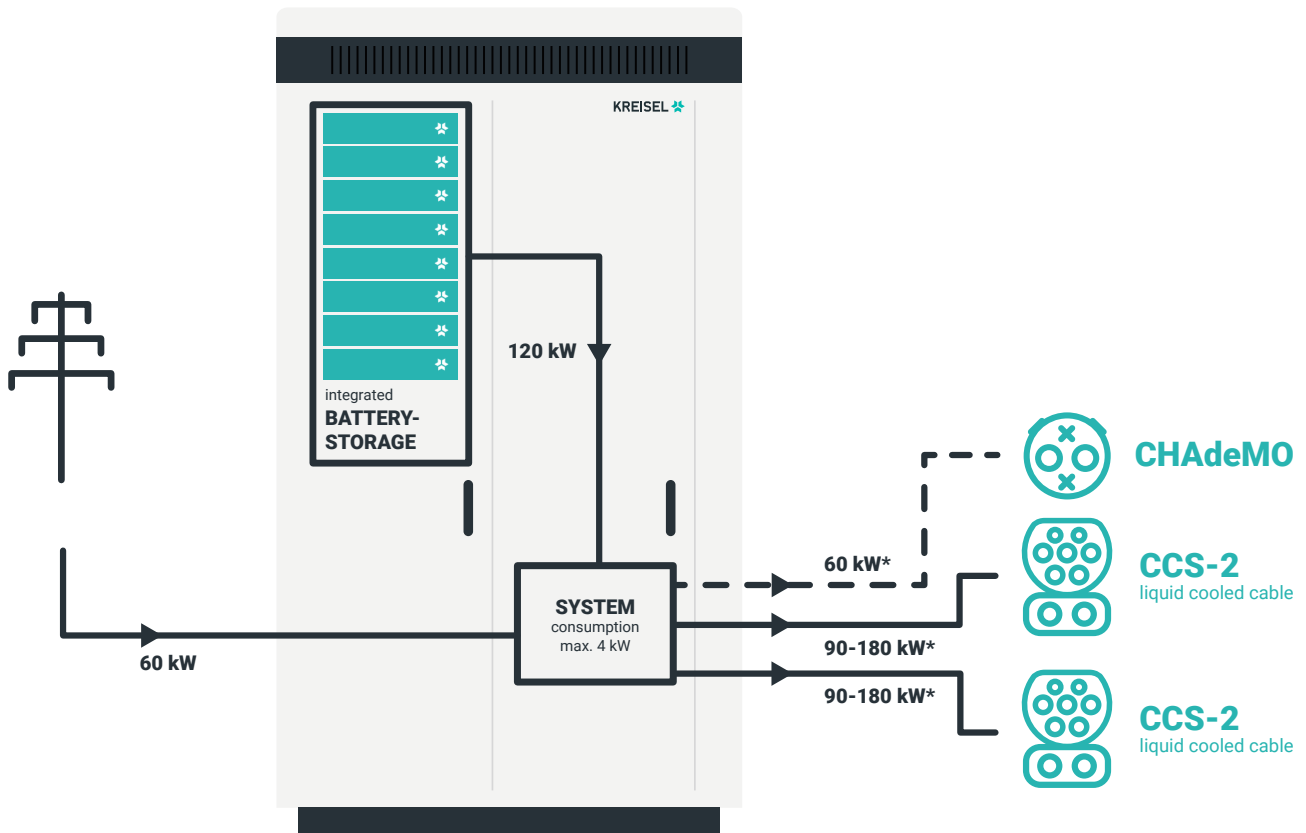 KREISEL
integrated
BATTERY-
STORAGE
120 kW
60 kW
SYSTEM
consumption
max. 4 kW
60 kW*
90-180 kW*
90-180 kW*
CHAdeMO
CCS-2
liquid cooled cable
CCS-2
liquid cooled cable